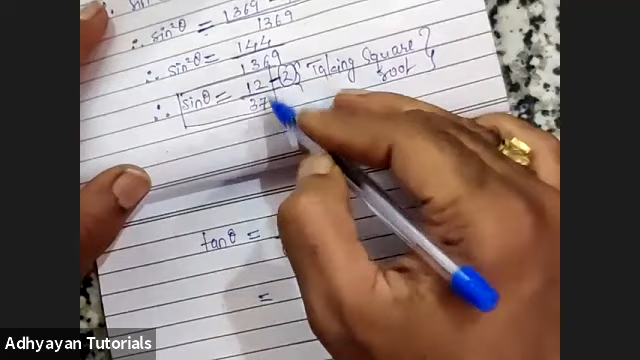 ∴ sin²θ = 1369 / 1369
∴ sin²θ = 144 / 1369
∴ sinθ = 12 / 37 - (2) {Taking Square root}
tanθ =
=
Adhyayan Tutorials